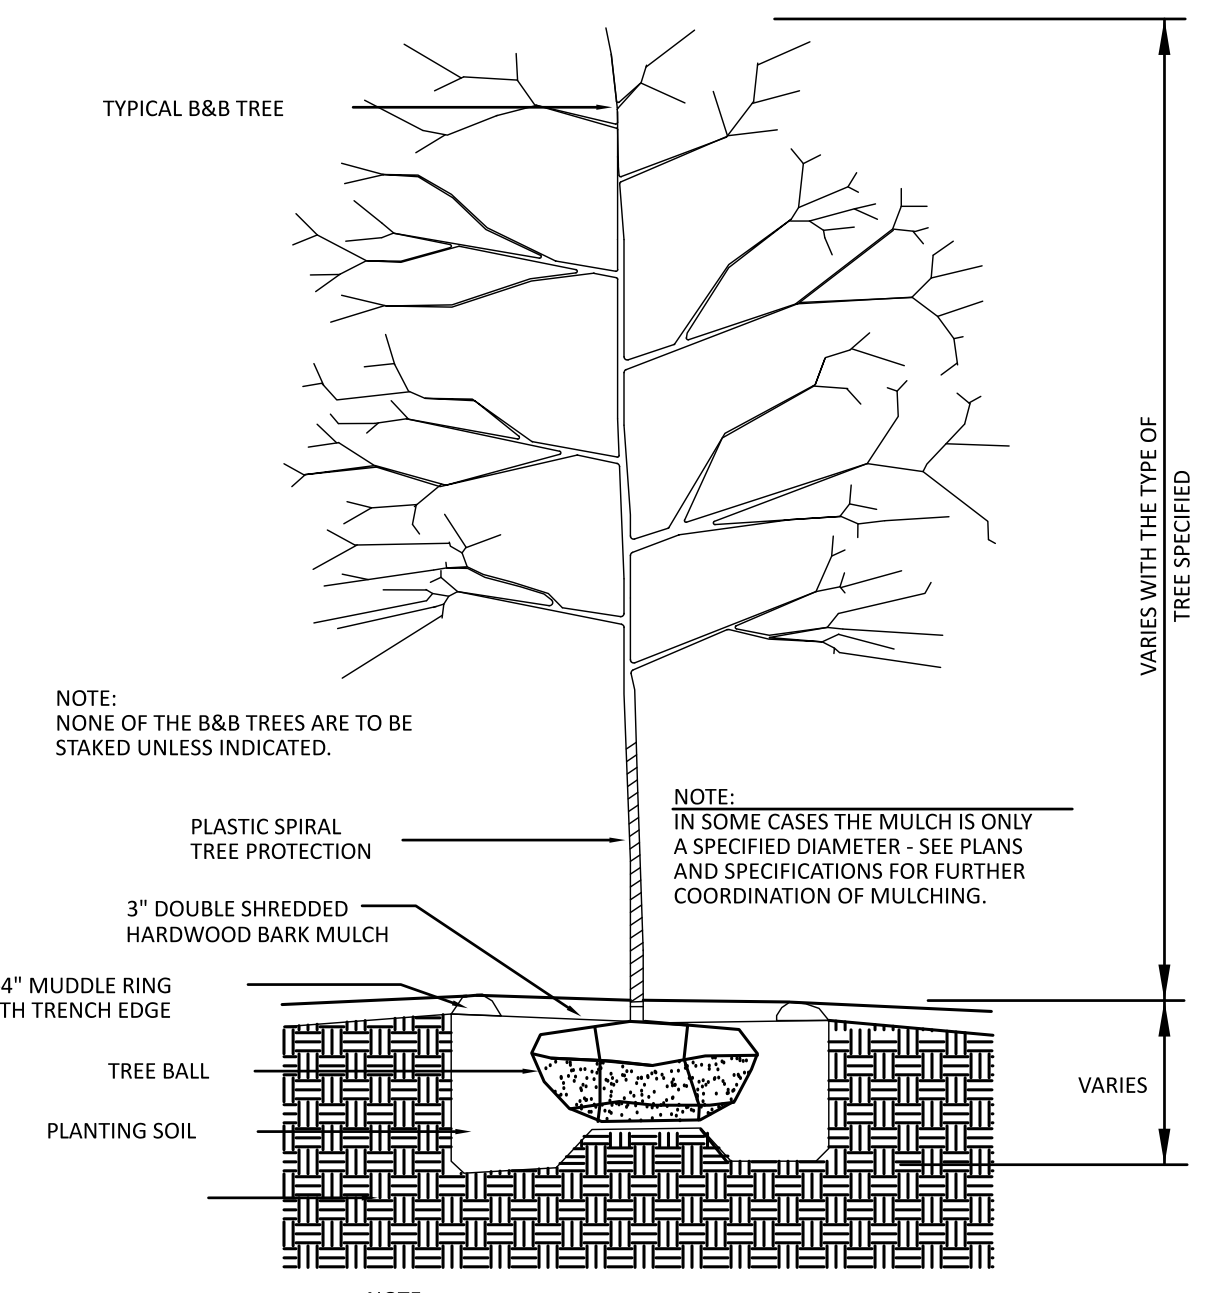 TYPICAL B&B TREE
VARIES WITH THE TYPE OF
TREE SPECIFIED
NOTE:
NONE OF THE B&B TREES ARE TO BE
STAKED UNLESS INDICATED.
NOTE:
IN SOME CASES THE MULCH IS ONLY
A SPECIFIED DIAMETER - SEE PLANS
AND SPECIFICATIONS FOR FURTHER
COORDINATION OF MULCHING.
PLASTIC SPIRAL
TREE PROTECTION
3" DOUBLE SHREDDED
HARDWOOD BARK MULCH
4" MUDDLE RING
TRENCH EDGE
TREE BALL
VARIES
PLANTING SOIL